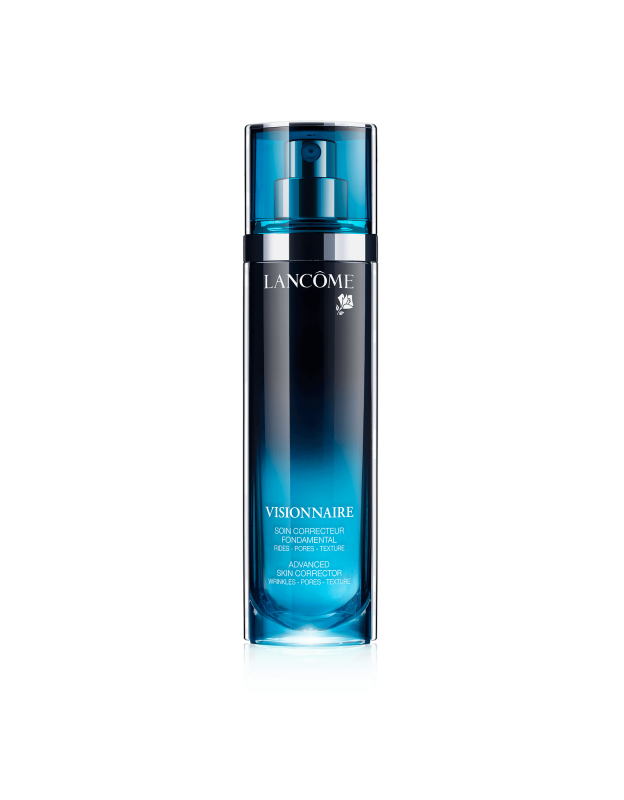 LANCÔME
VISIONNAIRE
SOIN CORRECTEUR
FONDAMENTAL
RIDES - PORES - TEXTURE
ADVANCED
SKIN CORRECTOR
WRINKLES - PORES - TEXTURE